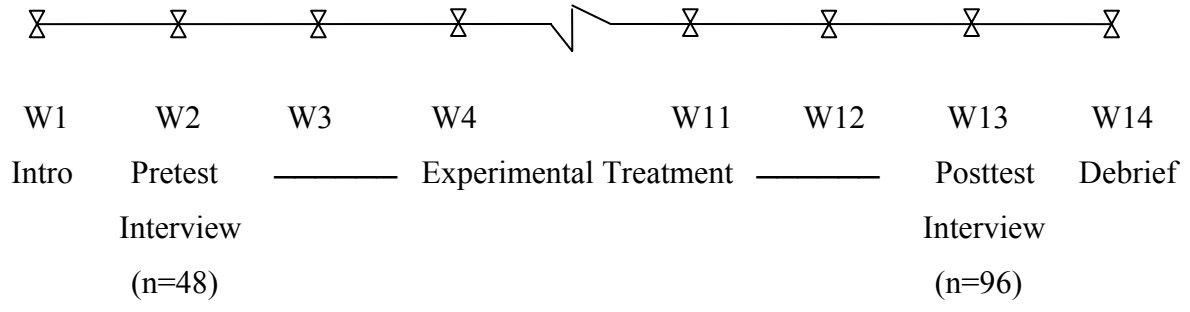 W1 W2 W3 W4 W11 W12 W13 W14
Intro Pretest Experimental Treatment Posttest Debrief
Interview Interview
(n=48) (n=96)